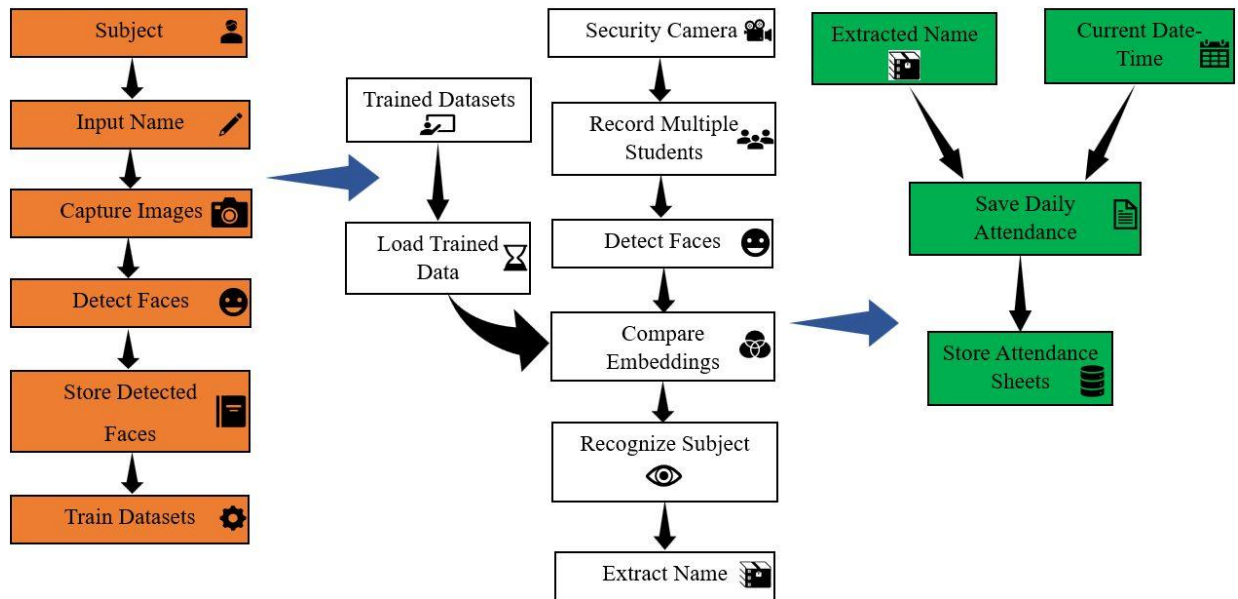 Subject
Input Name
Capture Images
Detect Faces
Store Detected
Faces
Train Datasets
Trained Datasets
Load Trained
Data
Security Camera
Record Multiple
Students
Detect Faces
Compare
Embeddings
Recognize Subject
Extract Name
Extracted Name
Current Date-
Time
Save Daily
Attendance
Store Attendance
Sheets